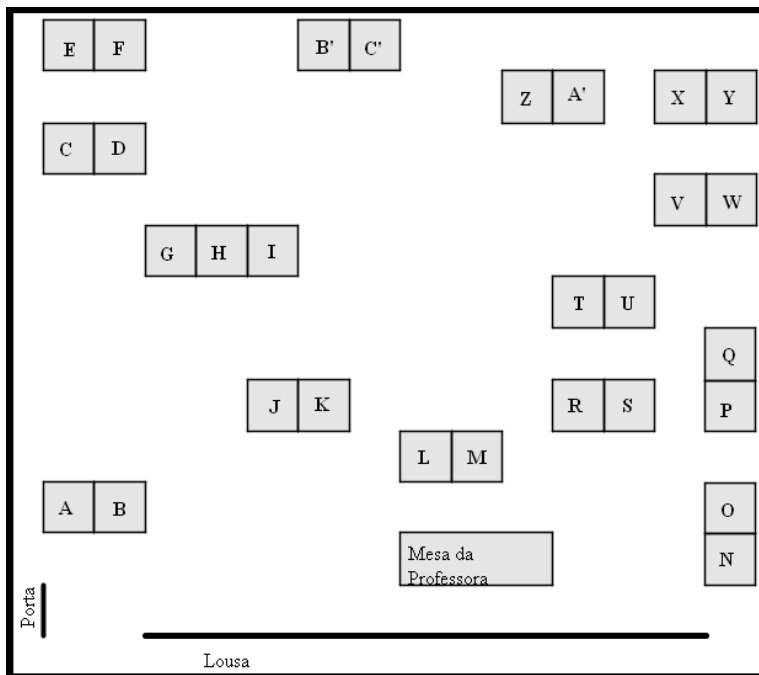 E F B' C'
Z A' X Y
C D
V W
G H I
T U
Q
J K R S P
L M
A B O
Mesa da
Professora
N
Porta
Lousa